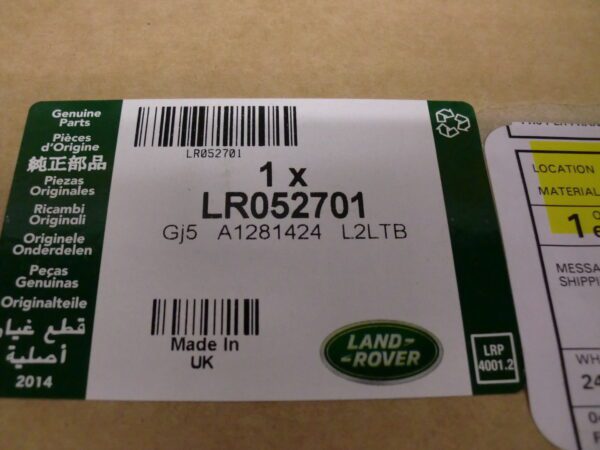 Genuine
Parts
Pièces
d'Origine
純正部品
Piezas
Originales
Ricambi
Originali
Originele
Onderdelen
Peças
Genuinas
Originalteile
قطع غيار
أصلية
2014
LR052701
1 x
LR052701
Gj5 A1281424 L2LTB
Made In
UK
LAND-
-ROVER
LRP
4001.2
LOCATION
MATERIAL
1
MESSA
SHIPPI
WH
24